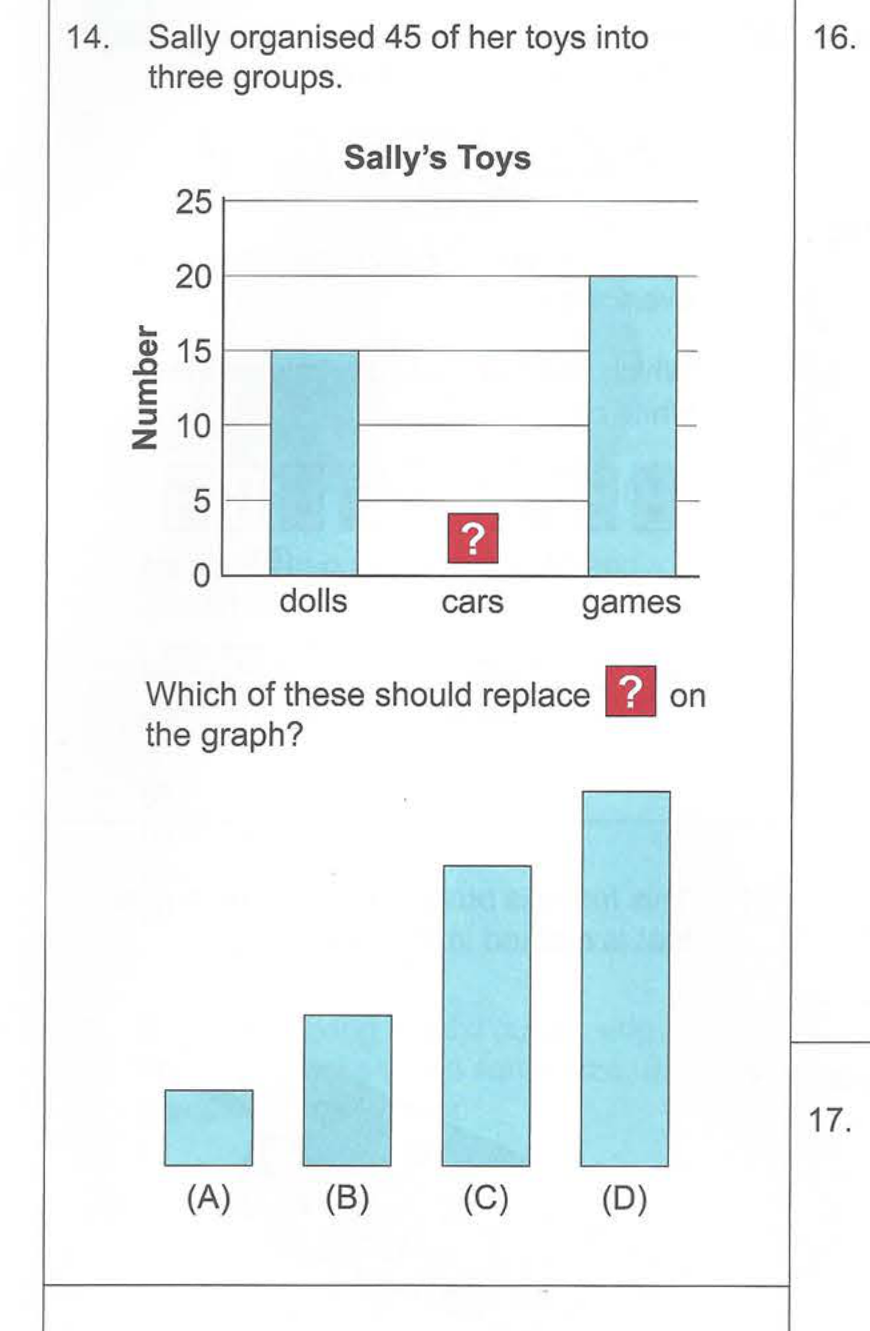 14. Sally organised 45 of her toys into
three groups.
Sally's Toys
25
20
15
10
5
0
Number
dolls cars games
?
Which of these should replace ? on
the graph?
(A) (B) (C) (D)
16.
17.